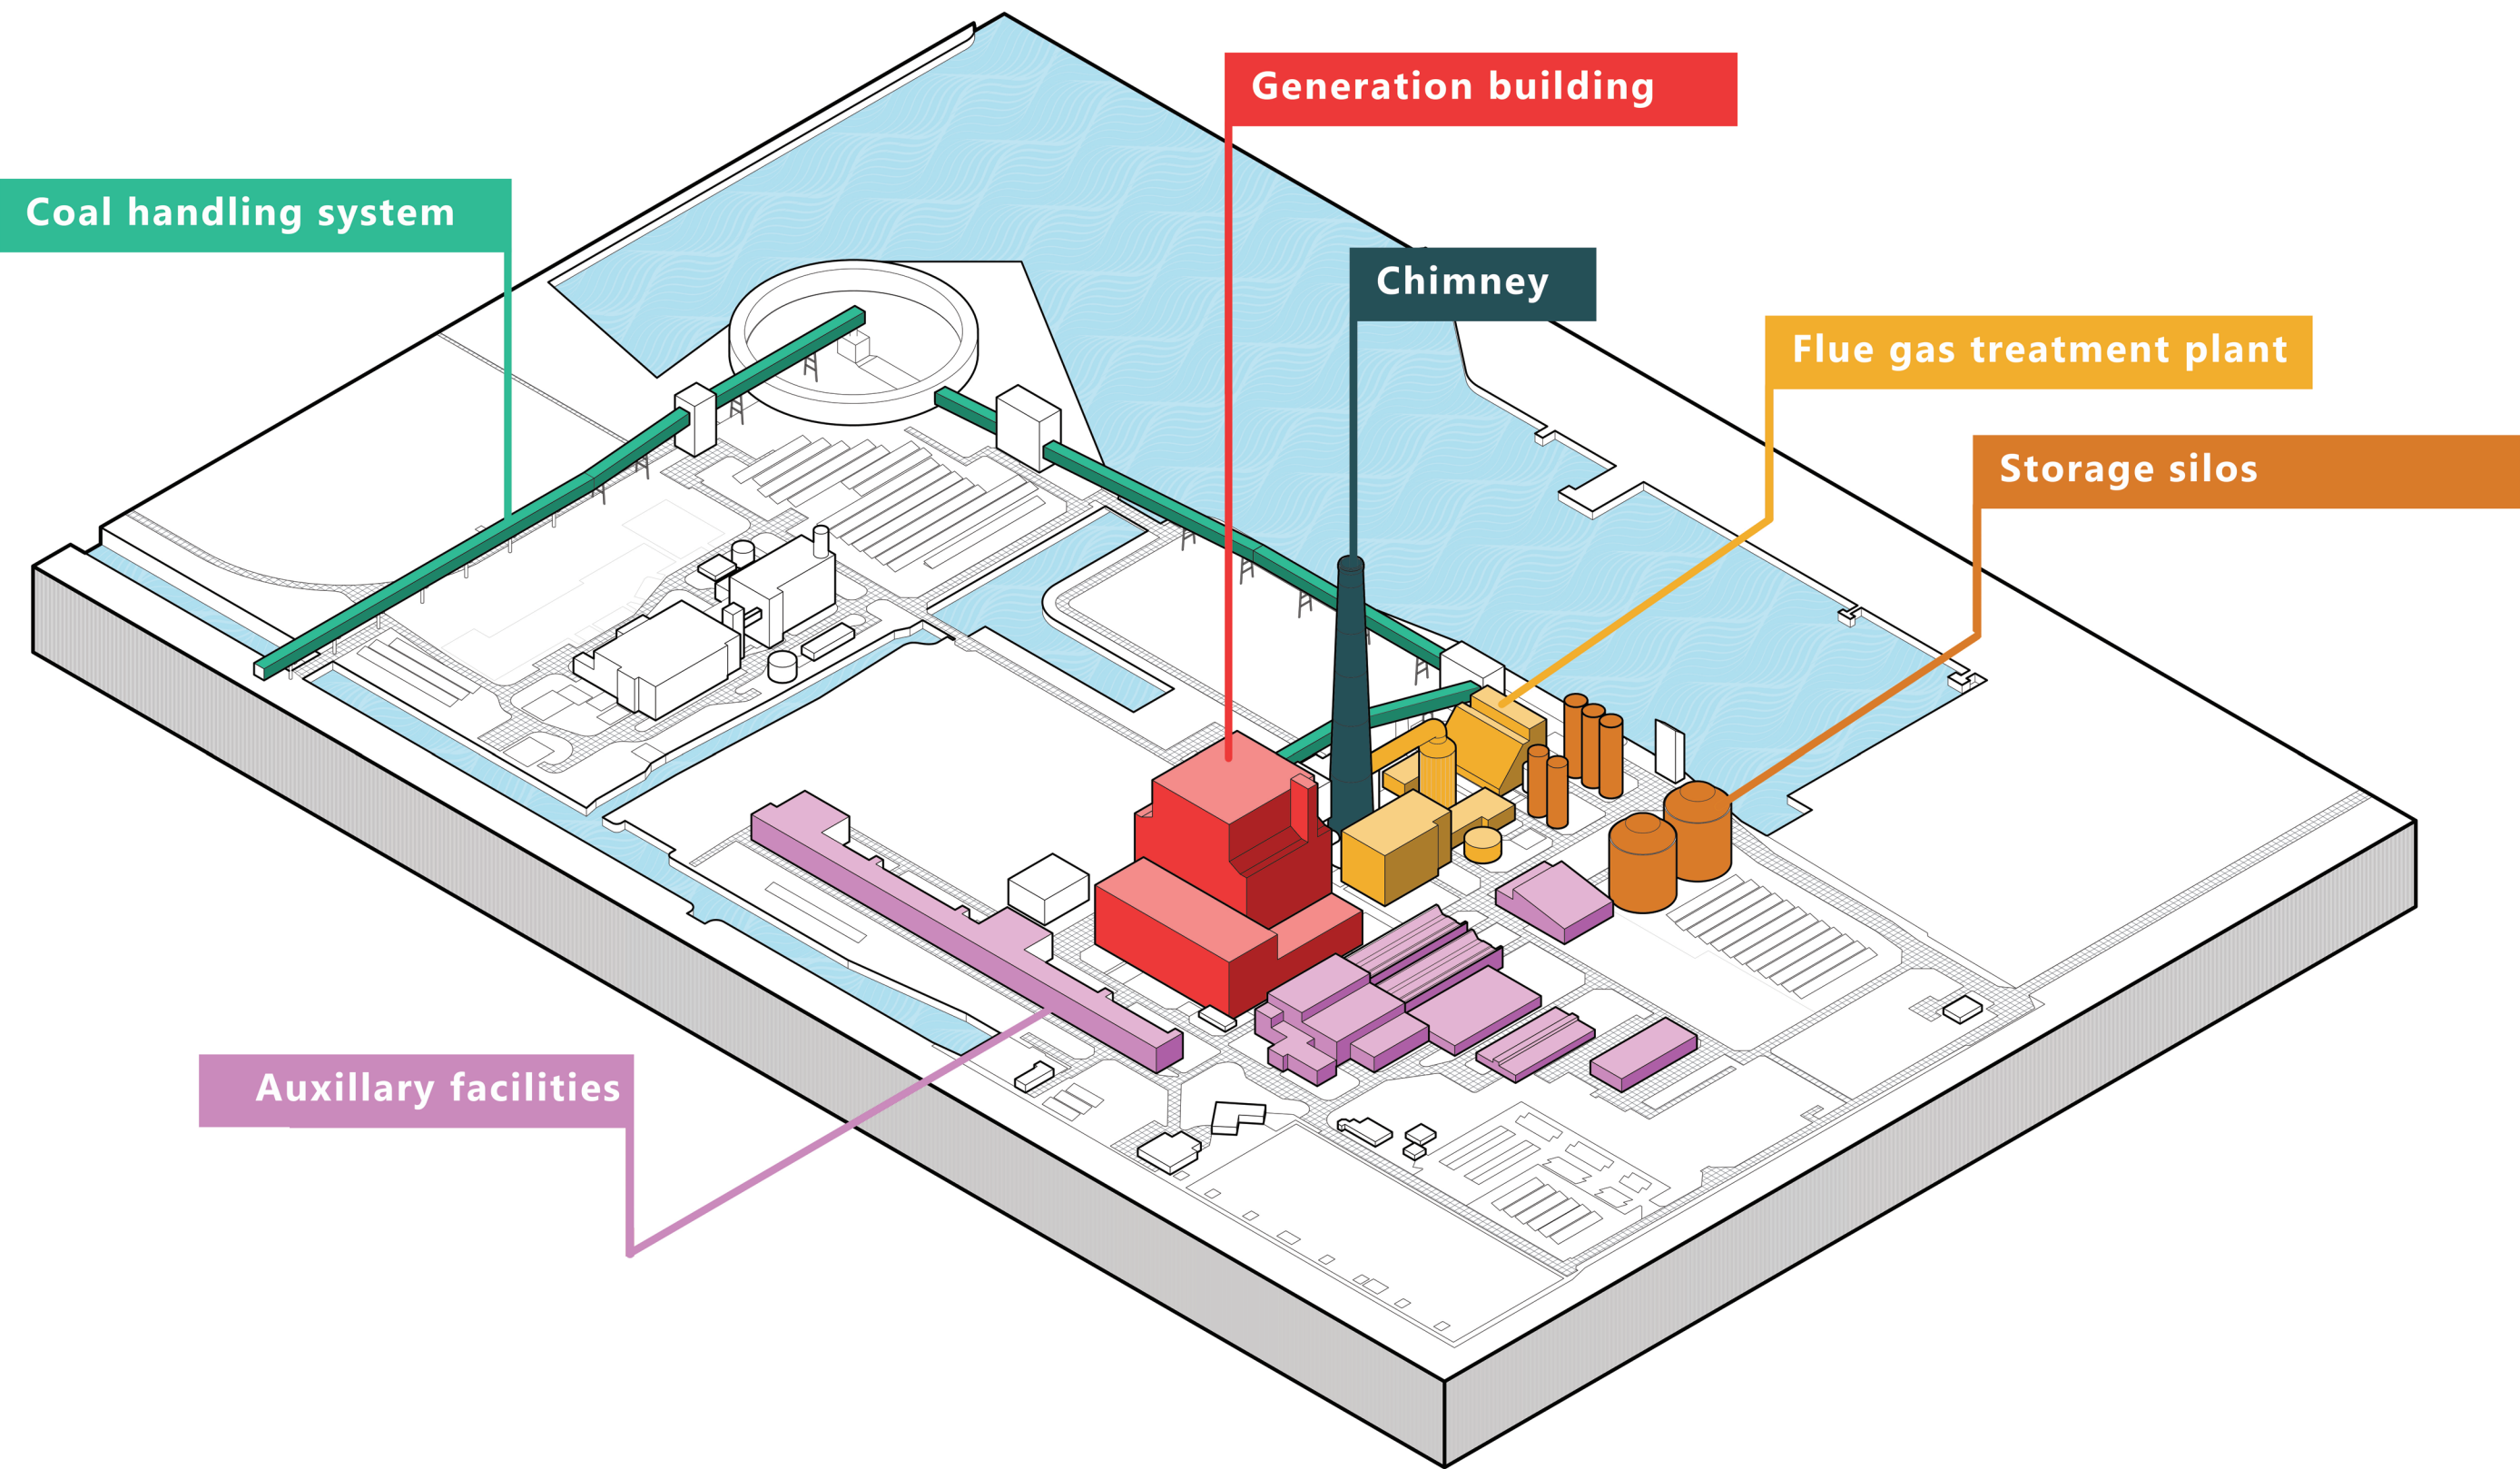 Generation building
Coal handling system
Chimney
Flue gas treatment plant
Storage silos
Auxillary facilities